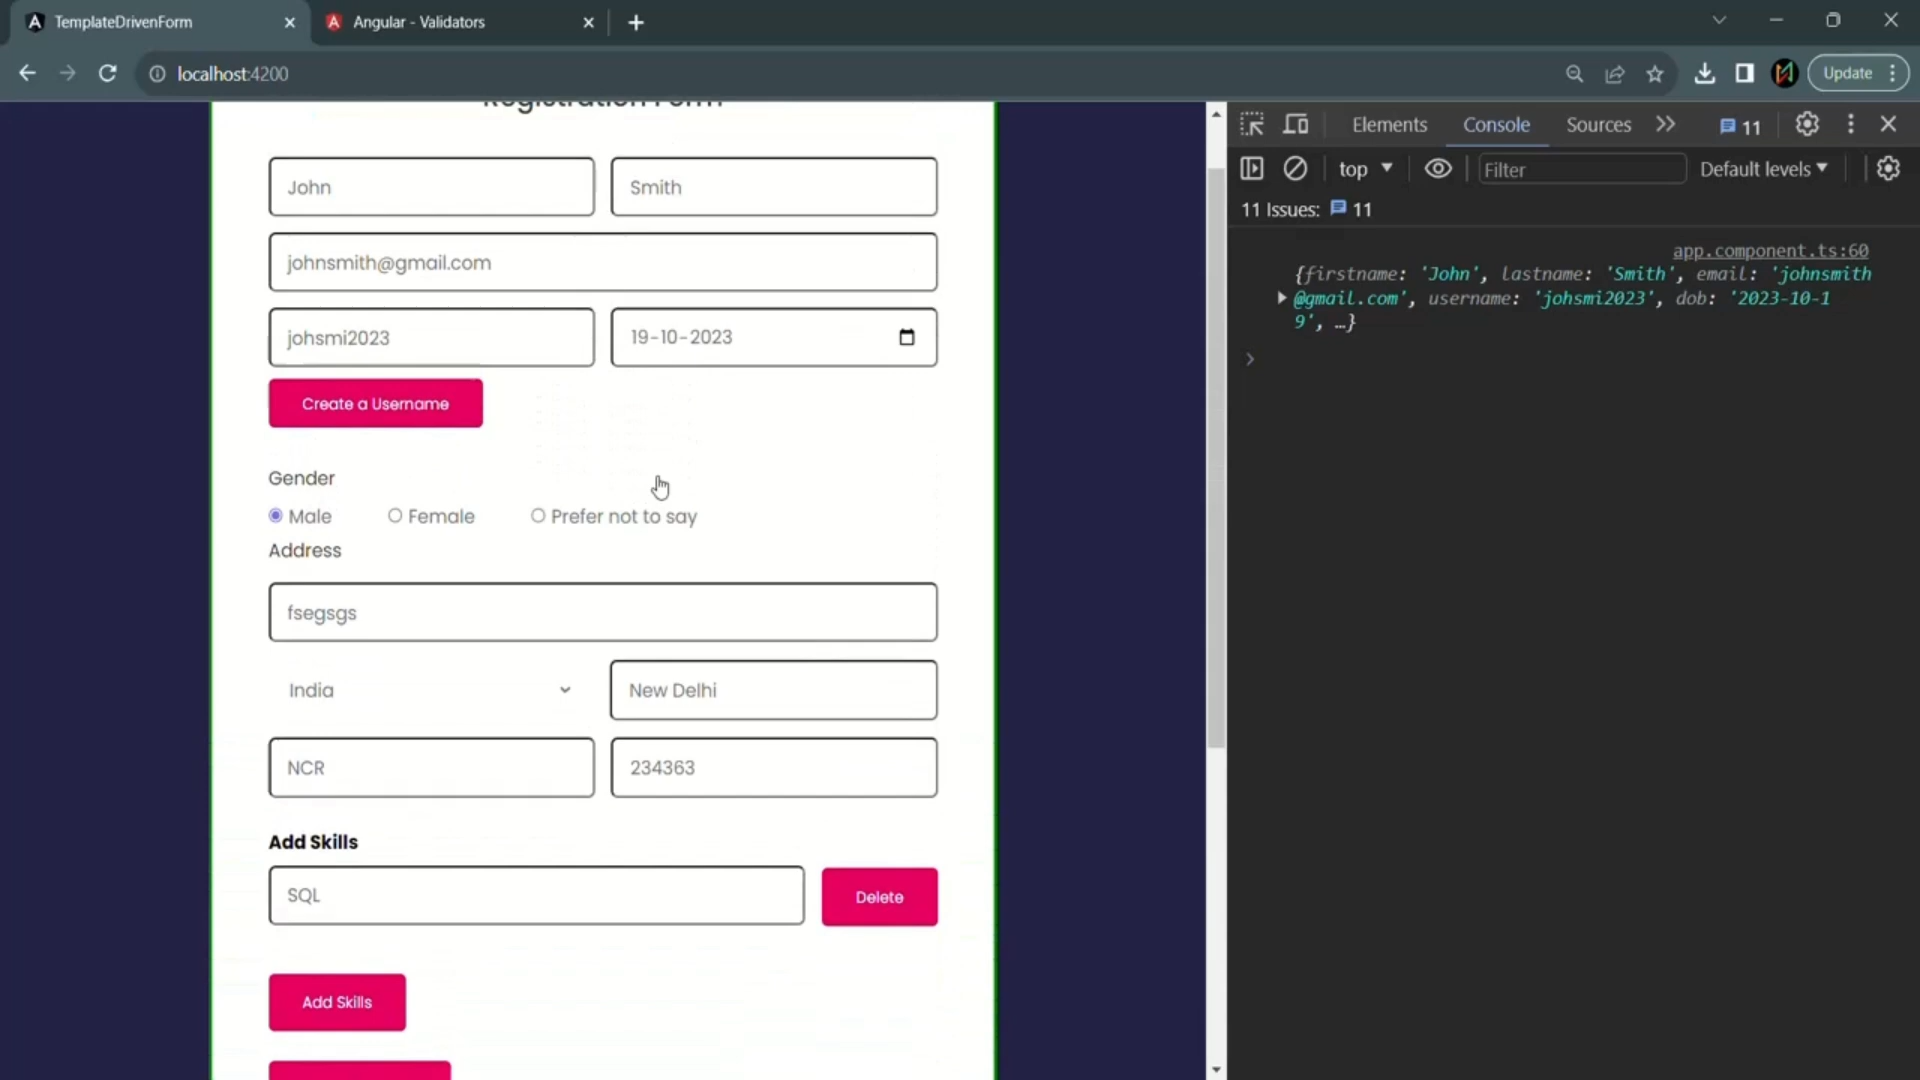 TemplateDrivenForm
Angular - Validators
localhost:4200
Update
Registration Form
John
Smith
johnsmith@gmail.com
johsmi2023
19-10-2023
Create a Username
Gender
Male
Female
Prefer not to say
Address
fsegsgs
India
New Delhi
NCR
234363
Add Skills
SQL
Delete
Add Skills
Elements
Console
Sources
11
top
Filter
Default levels
11 Issues:
11
app.component.ts:60
{firstname: 'John', lastname: 'Smith', email: 'johnsmith
@gmail.com', username: 'johsmi2023', dob: '2023-10-1
9', …}